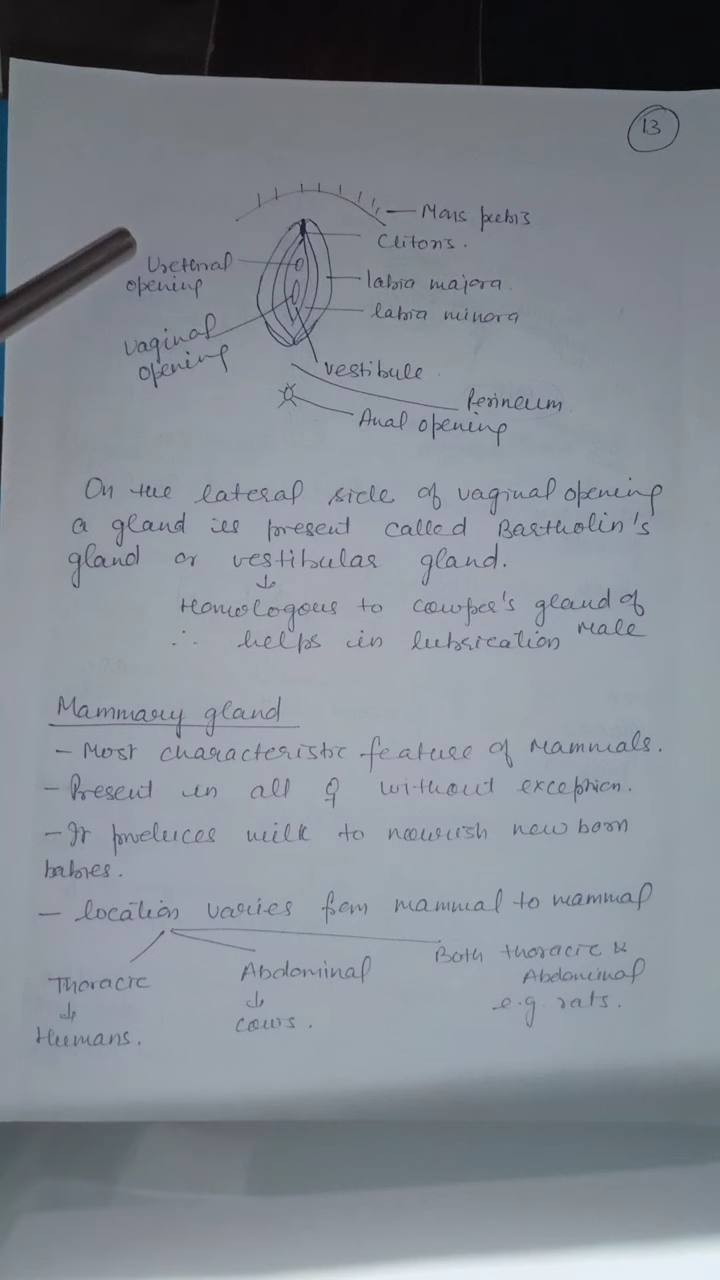 13
Mons pubis
Clitoris.
Urethral
opening
labia majora
labia minora
vaginal
opening
vestibule
Perineum
Anal opening
On the lateral side of vaginal opening
a gland is present called Bartholin's
gland or vestibular gland.
↓
Homologous to cowper's gland of
Male
∴ helps in lubrication
Mammary gland
- Most characteristic feature of Mammals.
- Present in all ♀ without exception.
- It produces milk to nourish new born
babies.
- location varies from mammal to mammal
Thoracic
↓
Humans.
Abdominal
↓
cows.
Both thoracic &
Abdominal
e.g. rats.